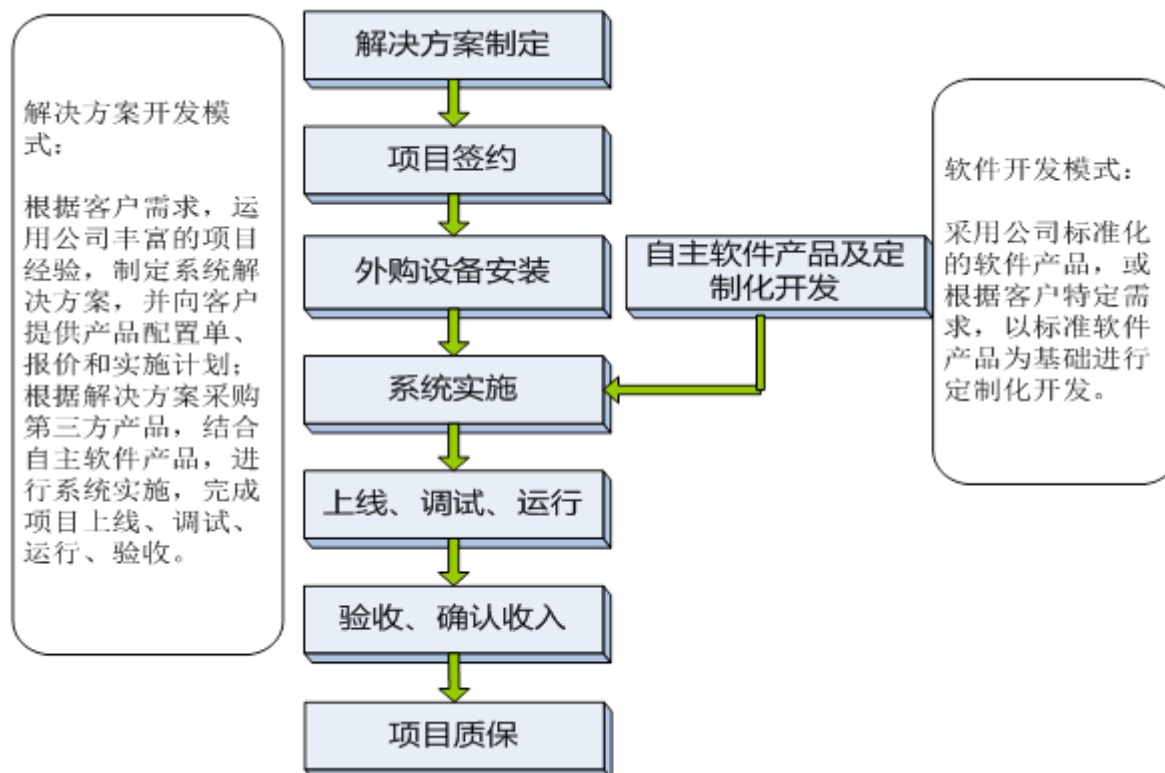 解决方案开发模
式：
根据客户需求，运
用公司丰富的项目
经验，制定系统解
决方案，并向客户
提供产品配置单、
报价和实施计划；
根据解决方案采购
第三方产品，结合
自主软件产品，进
行系统实施，完成
项目上线、调试、
运行、验收。
解决方案制定
项目签约
外购设备安装
系统实施
上线、调试、运行
验收、确认收入
项目质保
自主软件产品及定
制化开发
软件开发模式：
采用公司标准化
的软件产品，或
根据客户特定需
求，以标准软件
产品为基础进行
定制化开发。